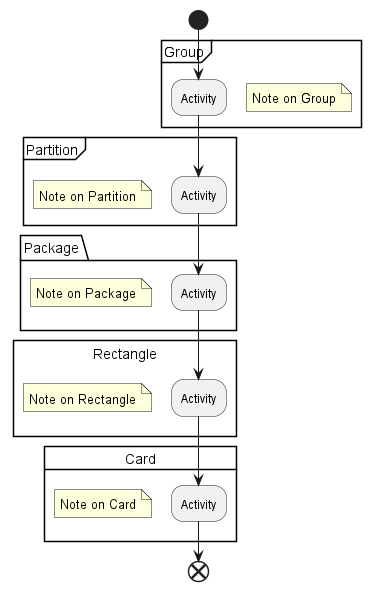 Group
Activity
Note on Group
Partition
Note on Partition
Activity
Package
Note on Package
Activity
Rectangle
Note on Rectangle
Activity
Card
Note on Card
Activity